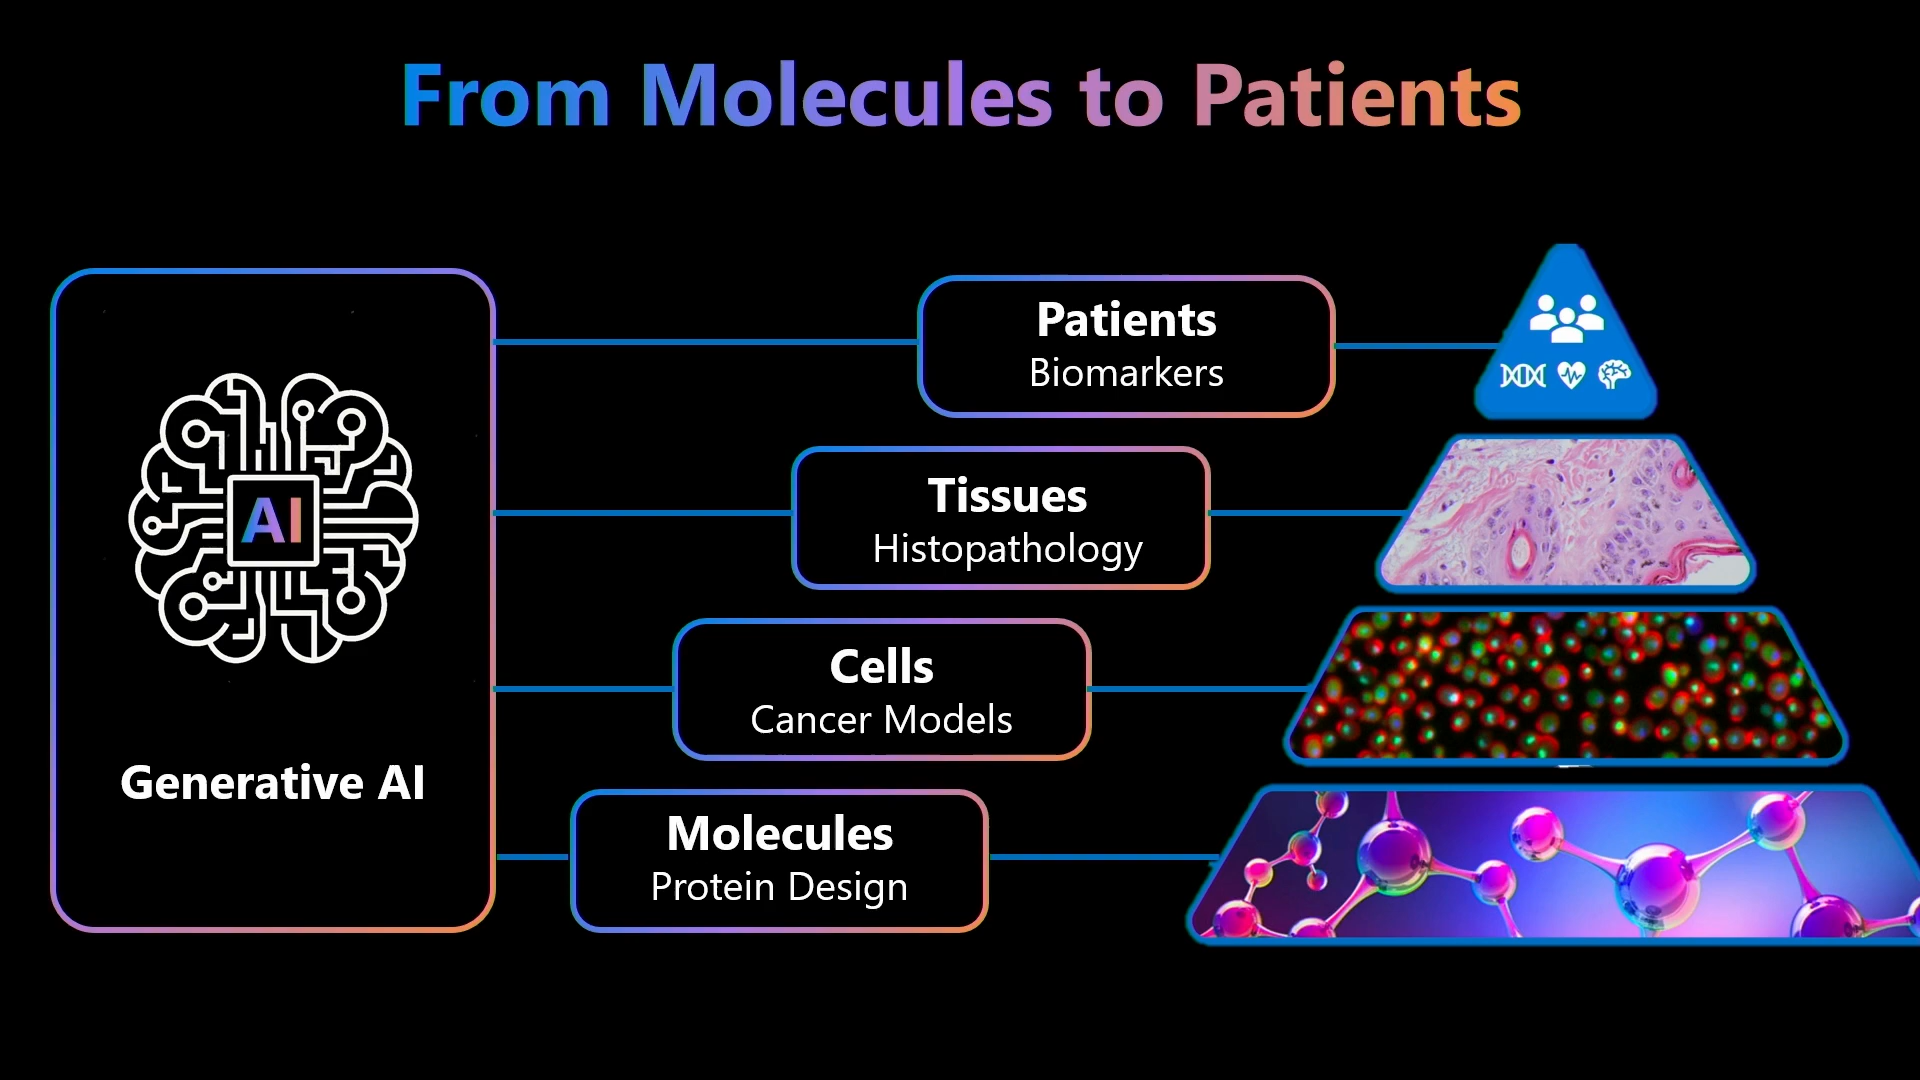 From Molecules to Patients
AI
Generative AI
Patients
Biomarkers
Tissues
Histopathology
Cells
Cancer Models
Molecules
Protein Design